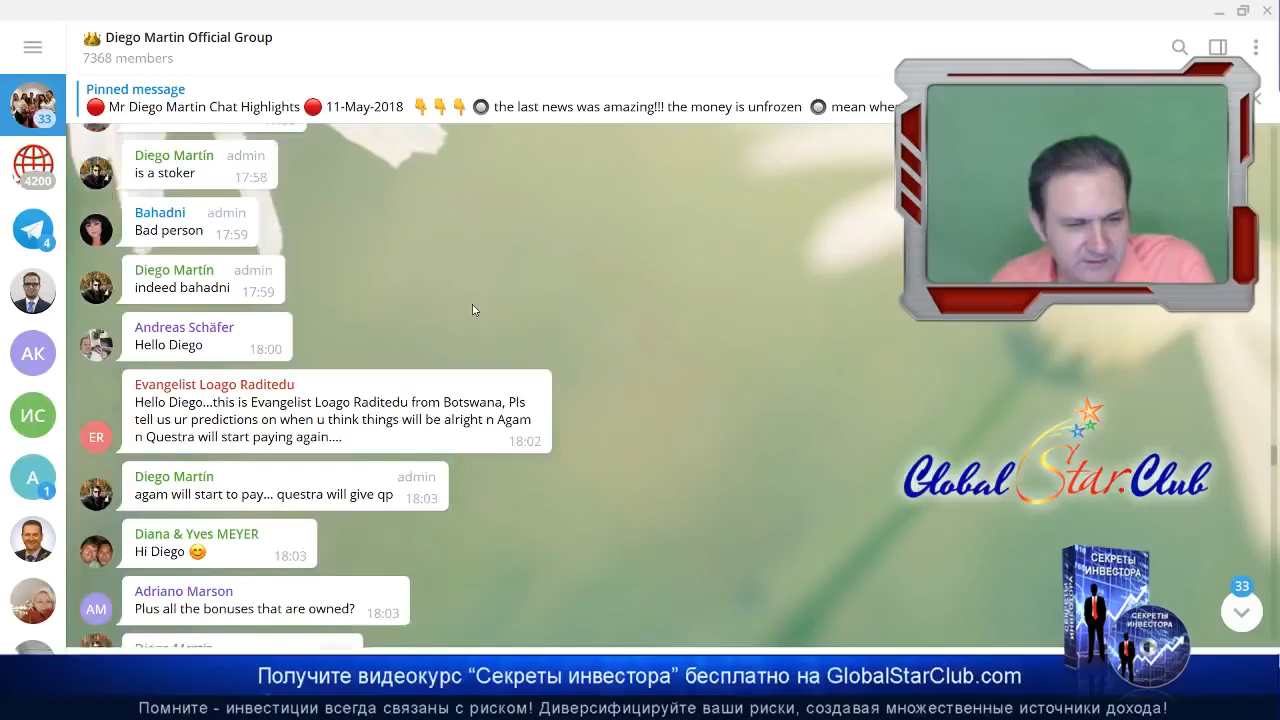 Diego Martin Official Group
7368 members
Pinned message
🔴 Mr Diego Martin Chat Highlights 🔴 11-May-2018 👇👇👇 🔘 the last news was amazing!!! the money is unfrozen 🔘 mean when
33
4200
4
АК
ИС
А
1
Diego Martín admin
is a stoker 17:58
Bahadni admin
Bad person 17:59
Diego Martín admin
indeed bahadni 17:59
Andreas Schäfer
Hello Diego 18:00
Evangelist Loago Raditedu
Hello Diego...this is Evangelist Loago Raditedu from Botswana, Pls
tell us ur predictions on when u think things will be alright n Agam
n Questra will start paying again....
ER 18:02
Diego Martín admin
agam will start to pay... questra will give qp 18:03
Diana & Yves MEYER
Hi Diego 😊 18:03
Adriano Marson
AM Plus all the bonuses that are owned? 18:03
Global Star.Club
СЕКРЕТЫ
ИНВЕСТОРА
СЕКРЕТЫ
ИНВЕСТОРА
33
Получите видеокурс “Секреты инвестора” бесплатно на GlobalStarClub.com
Помните - инвестиции всегда связаны с риском! Диверсифицируйте ваши риски, создавая множественные источники дохода!